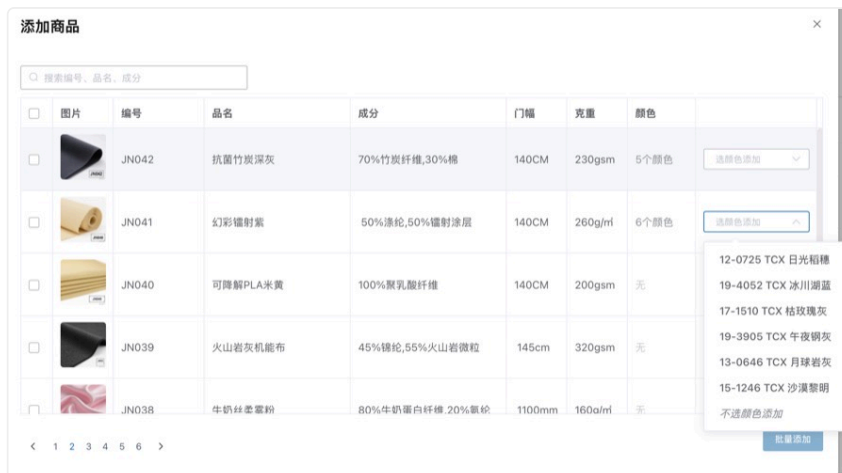 添加商品
搜索编号、品名、成分
图片 编号 品名 成分 门幅 克重 颜色
JN042 抗菌竹炭深灰 70%竹炭纤维,30%棉 140CM 230gsm 5个颜色 选颜色添加
JN041 幻彩镭射紫 50%涤纶,50%镭射涂层 140CM 260g/㎡ 6个颜色 选颜色添加
12-0725 TCX 日光稻穗
JN040 可降解PLA米黄 100%聚乳酸纤维 140CM 200gsm 无
19-4052 TCX 冰川湖蓝
17-1510 TCX 枯玫瑰灰
19-3905 TCX 午夜钢灰
JN039 火山岩灰机能布 45%锦纶,55%火山岩微粒 145cm 320gsm 无
13-0646 TCX 月球岩灰
15-1246 TCX 沙漠黎明
JN038 牛奶丝柔雾粉 80%牛奶蛋白纤维,20%氨纶 1100mm 160g/㎡ 无
不选颜色添加
1 2 3 4 5 6
批量添加